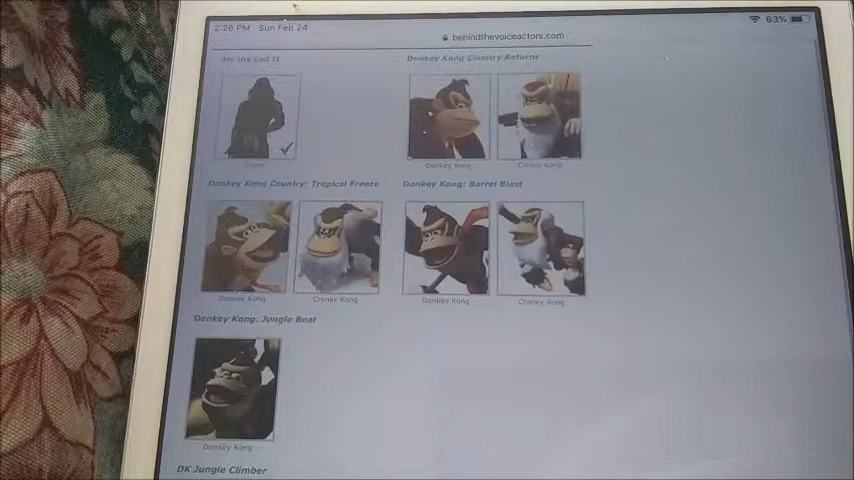 2:26 PM Sun Feb 24
behindthevoiceactors.com
63%
Donkey Kong Country Returns
Donkey Kong
Cranky Kong
Donkey Kong Country: Tropical Freeze
Donkey Kong: Barrel Blast
Donkey Kong
Cranky Kong
Donkey Kong
Cranky Kong
Donkey Kong: Jungle Beat
Donkey Kong
DK Jungle Climber